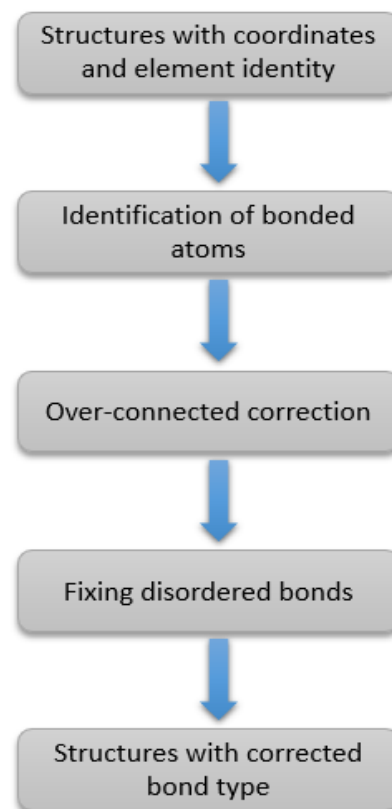 Structures with coordinates
and element identity
Identification of bonded
atoms
Over-connected correction
Fixing disordered bonds
Structures with corrected
bond type